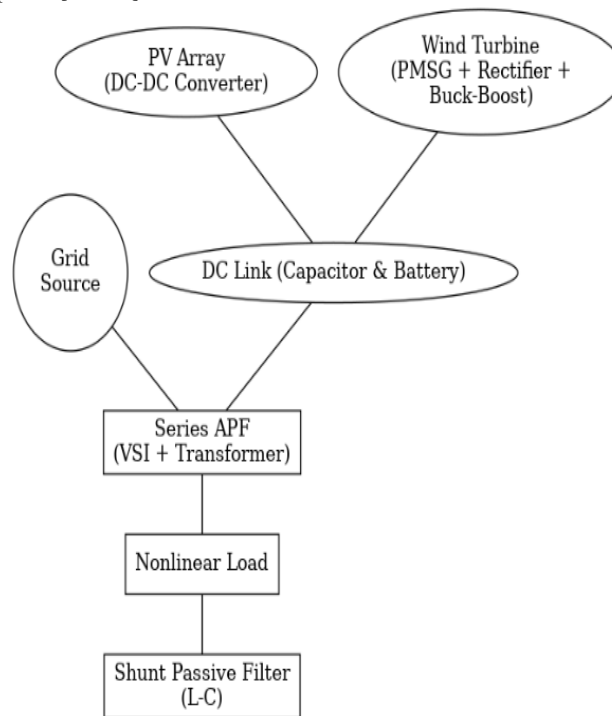 PV Array
(DC-DC Converter)
Wind Turbine
(PMSG + Rectifier +
Buck-Boost)
Grid
Source
DC Link (Capacitor & Battery)
Series APF
(VSI + Transformer)
Nonlinear Load
Shunt Passive Filter
(L-C)